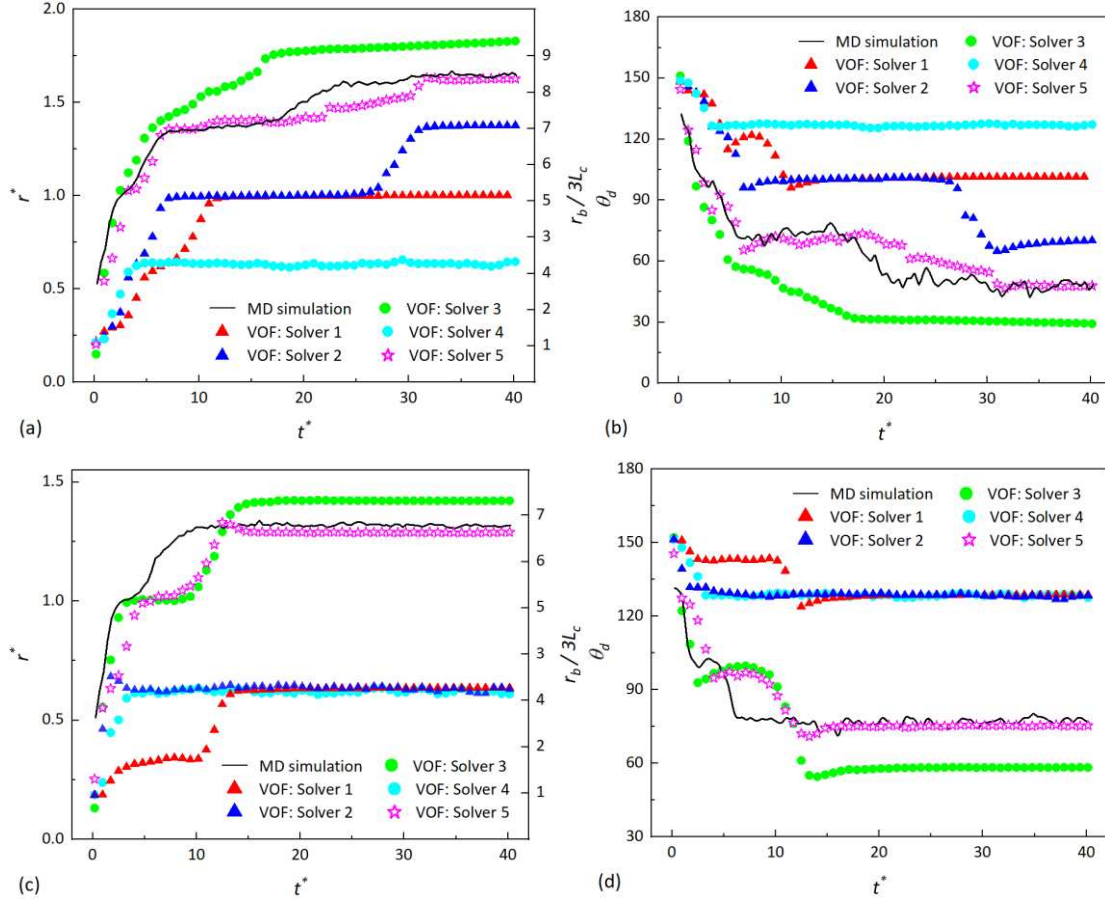 2.0
1.5
1.0
0.5
0.0
r*
9
8
7
6
5
3
4
2
1
r_b / 3L_c
MD simulation
VOF: Solver 1
VOF: Solver 2
VOF: Solver 3
VOF: Solver 4
VOF: Solver 5
0 10 20 30 40
(a)
t*
180
150
120
90
60
30
0
θ_d
MD simulation
VOF: Solver 1
VOF: Solver 2
VOF: Solver 3
VOF: Solver 4
VOF: Solver 5
0 10 20 30 40
(b)
t*
1.5
1.0
0.5
0.0
r*
7
6
5
3
4
2
1
r_b / 3L_c
MD simulation
VOF: Solver 1
VOF: Solver 2
VOF: Solver 3
VOF: Solver 4
VOF: Solver 5
0 10 20 30 40
(c)
t*
180
150
120
90
60
30
θ_d
MD simulation
VOF: Solver 1
VOF: Solver 2
VOF: Solver 3
VOF: Solver 4
VOF: Solver 5
0 10 20 30 40
(d)
t*